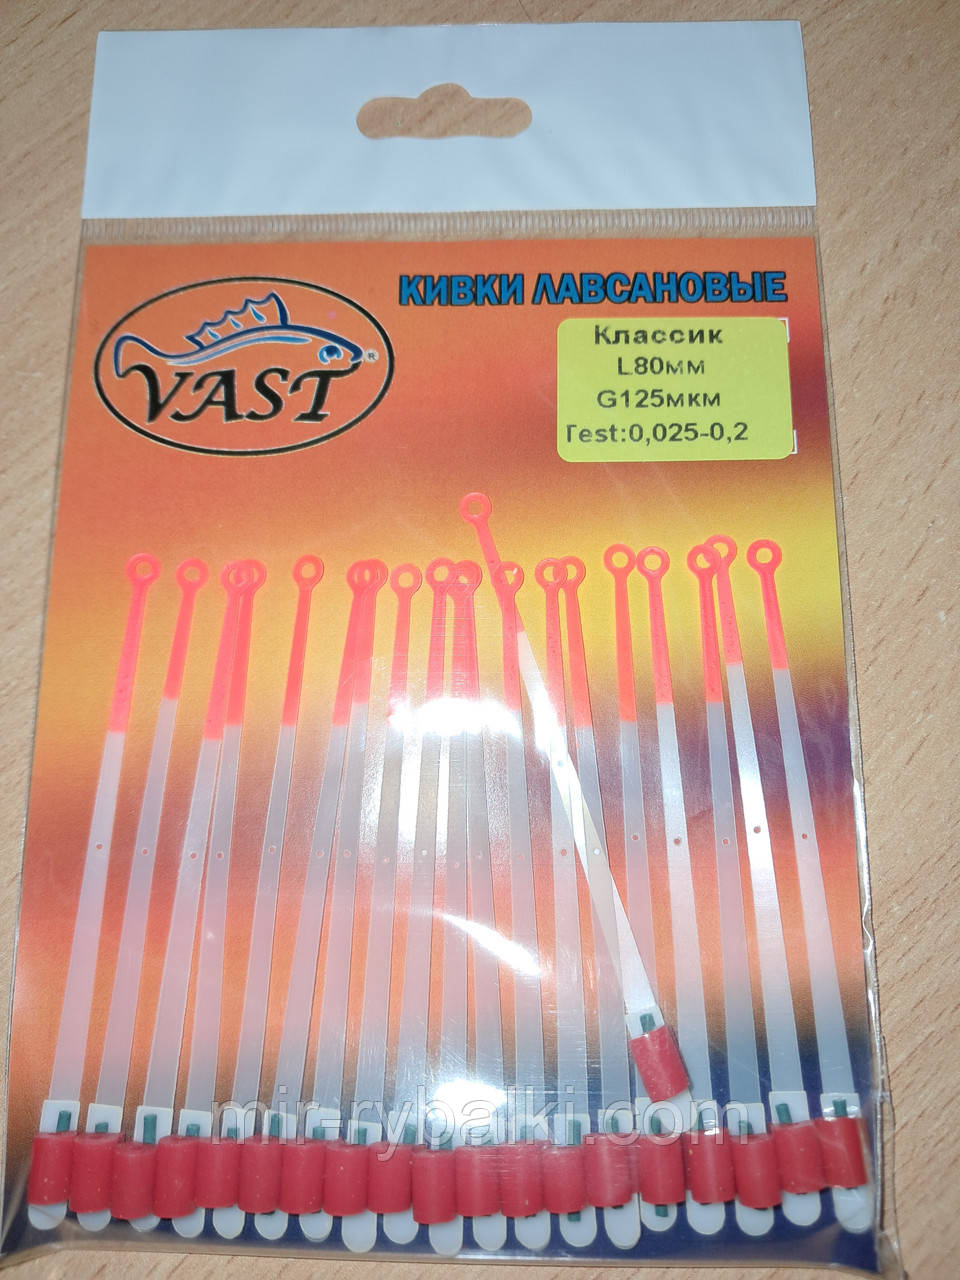 КИВКИ ЛАВСАНОВЫЕ
VAST®
Классик
L80мм
G125мкм
Test:0,025-0,2
mir-rybalki.com